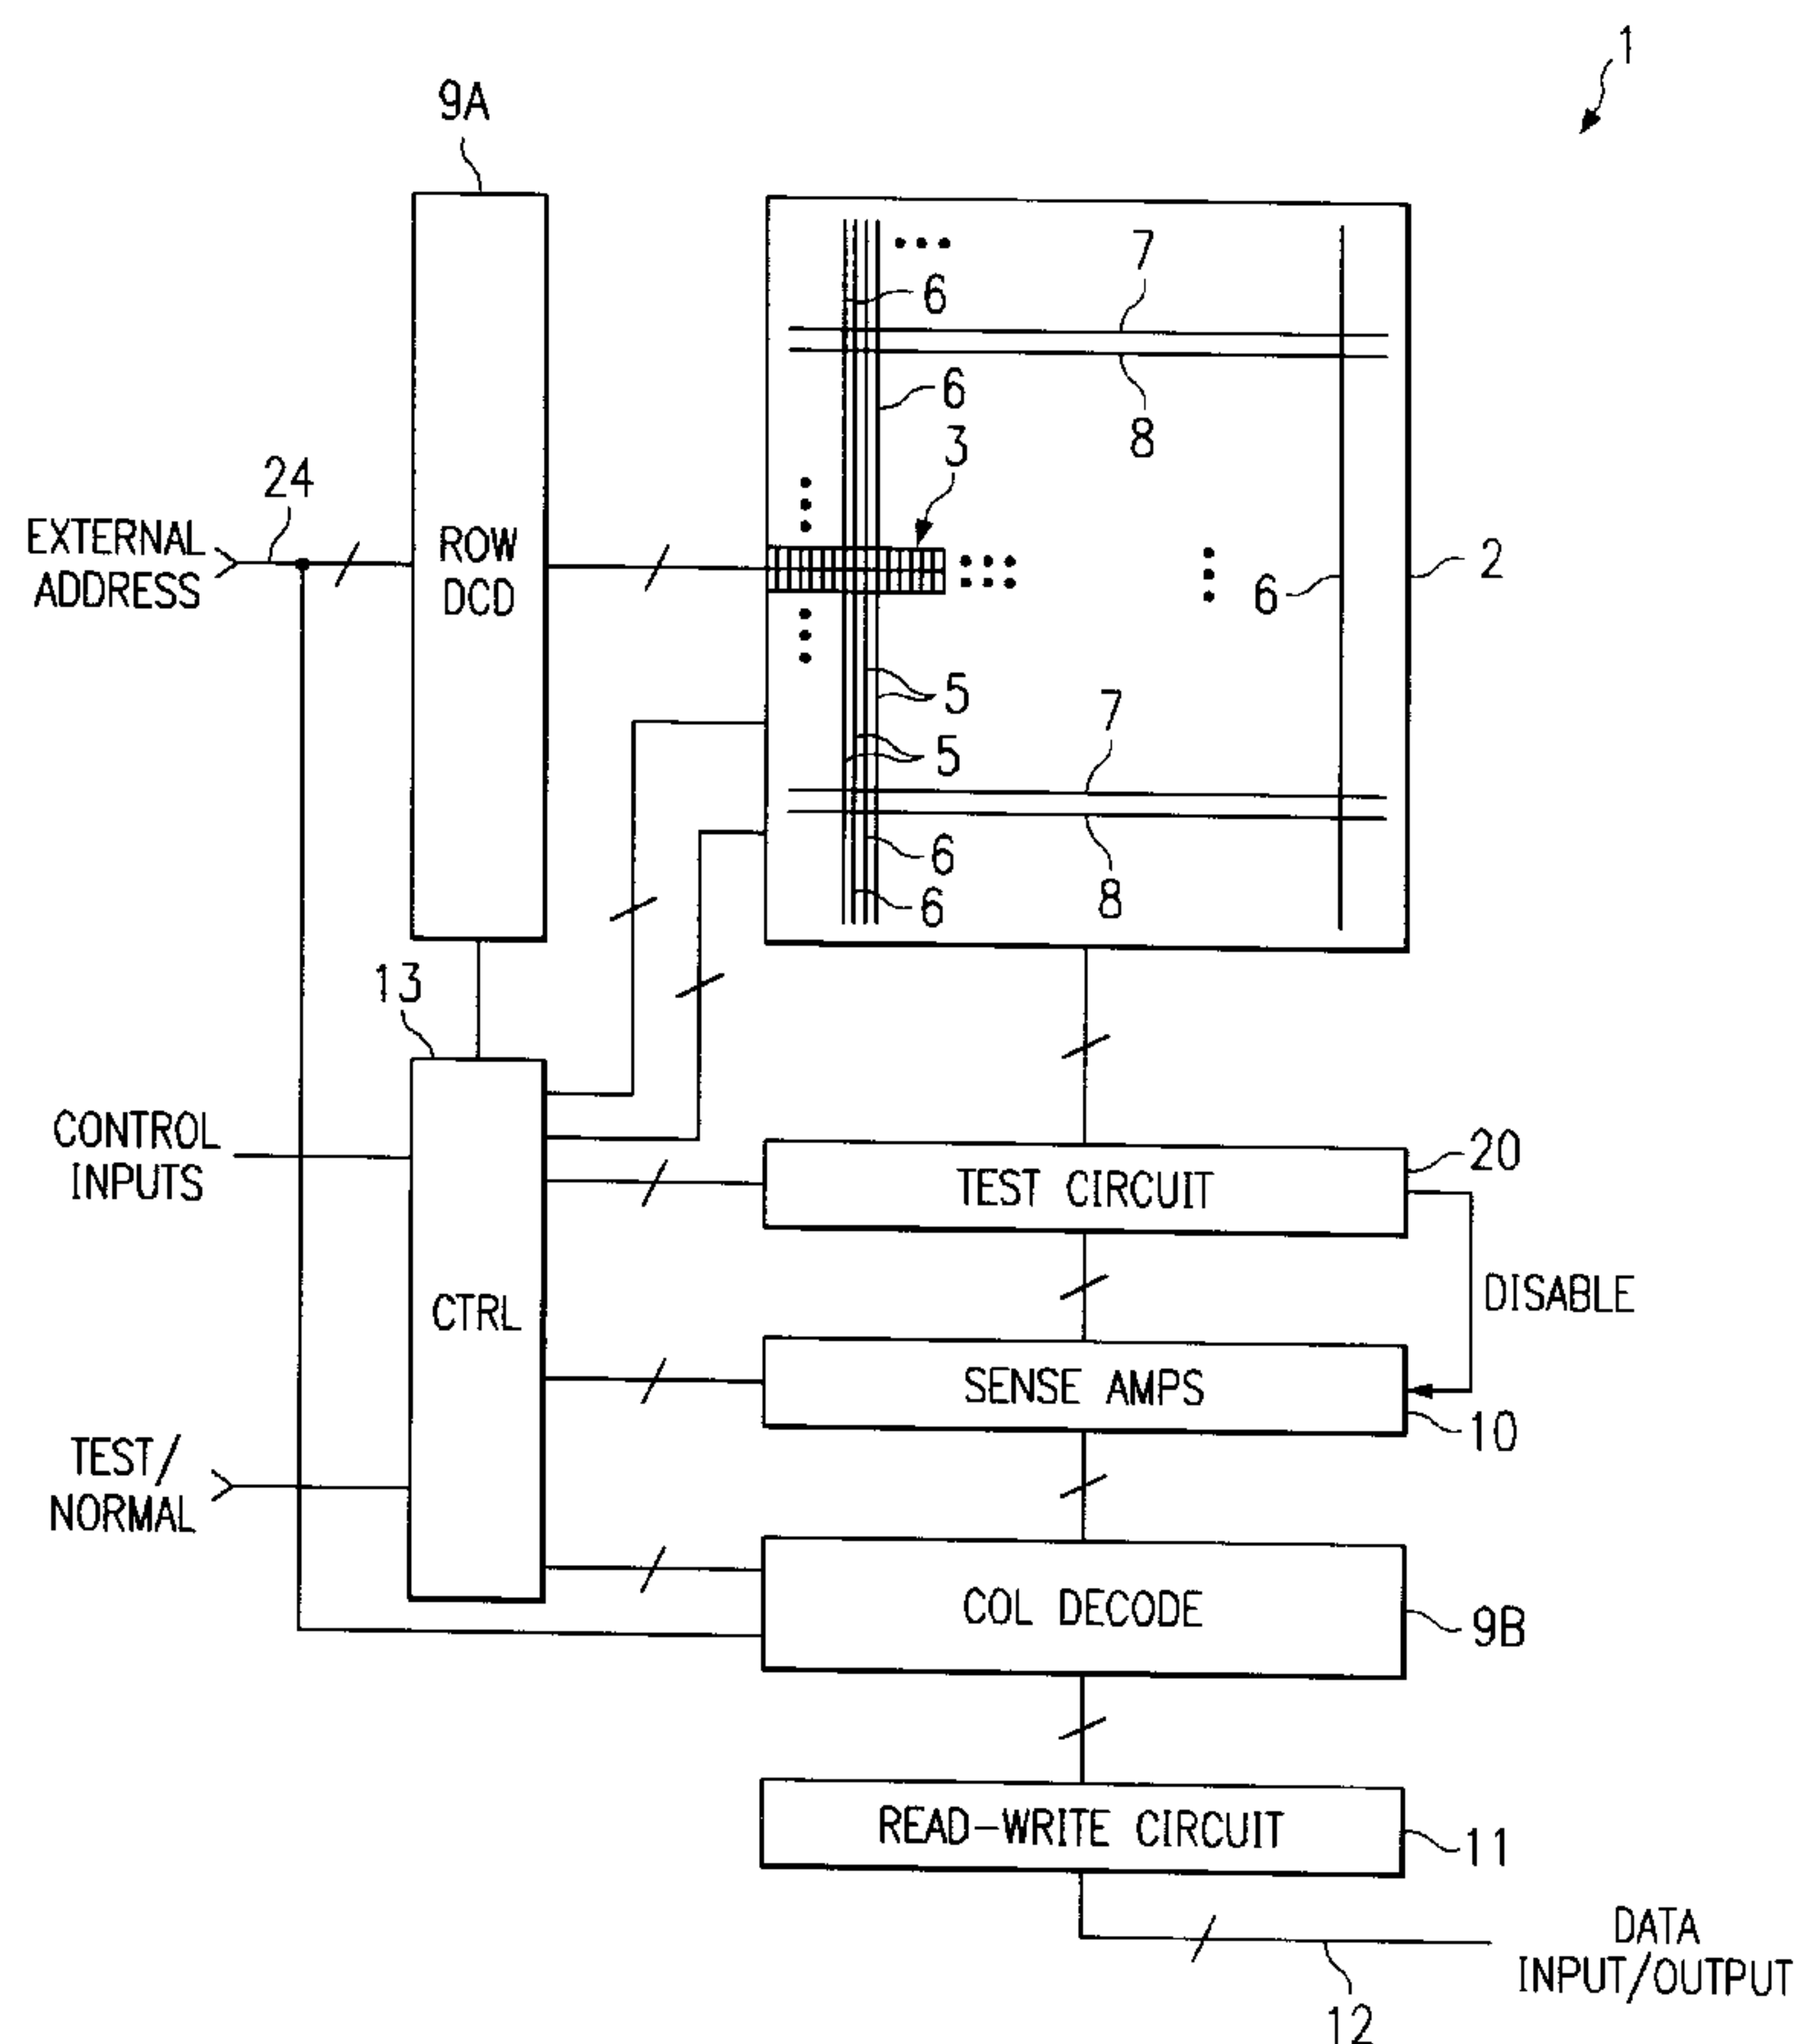 1
9A
7
6
6
8
3
24
EXTERNAL
ADDRESS
ROW
DCD
2
6
5
7
5
6
8
6
13
CONTROL
INPUTS
20
TEST CIRCUIT
DISABLE
CTRL
SENSE AMPS
10
TEST/
NORMAL
COL DECODE
9B
READ-WRITE CIRCUIT
11
DATA
INPUT/OUTPUT
12